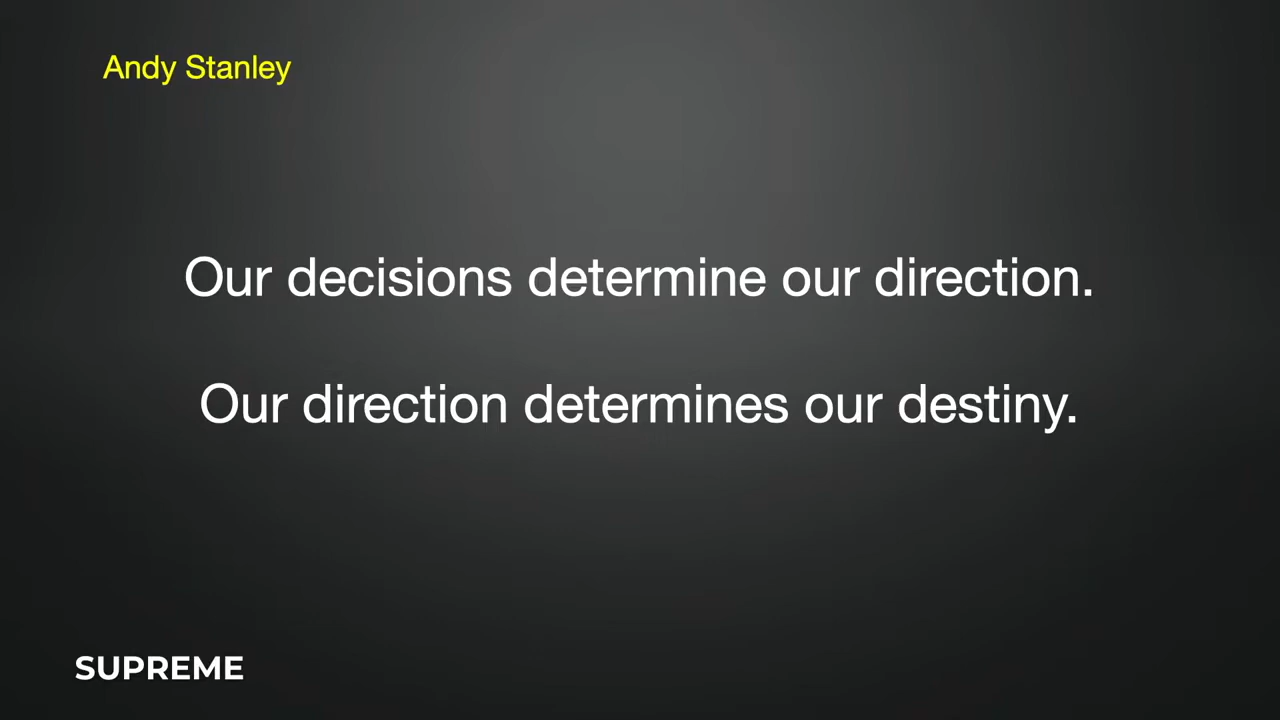 Andy Stanley
Our decisions determine our direction.
Our direction determines our destiny.
SUPREME